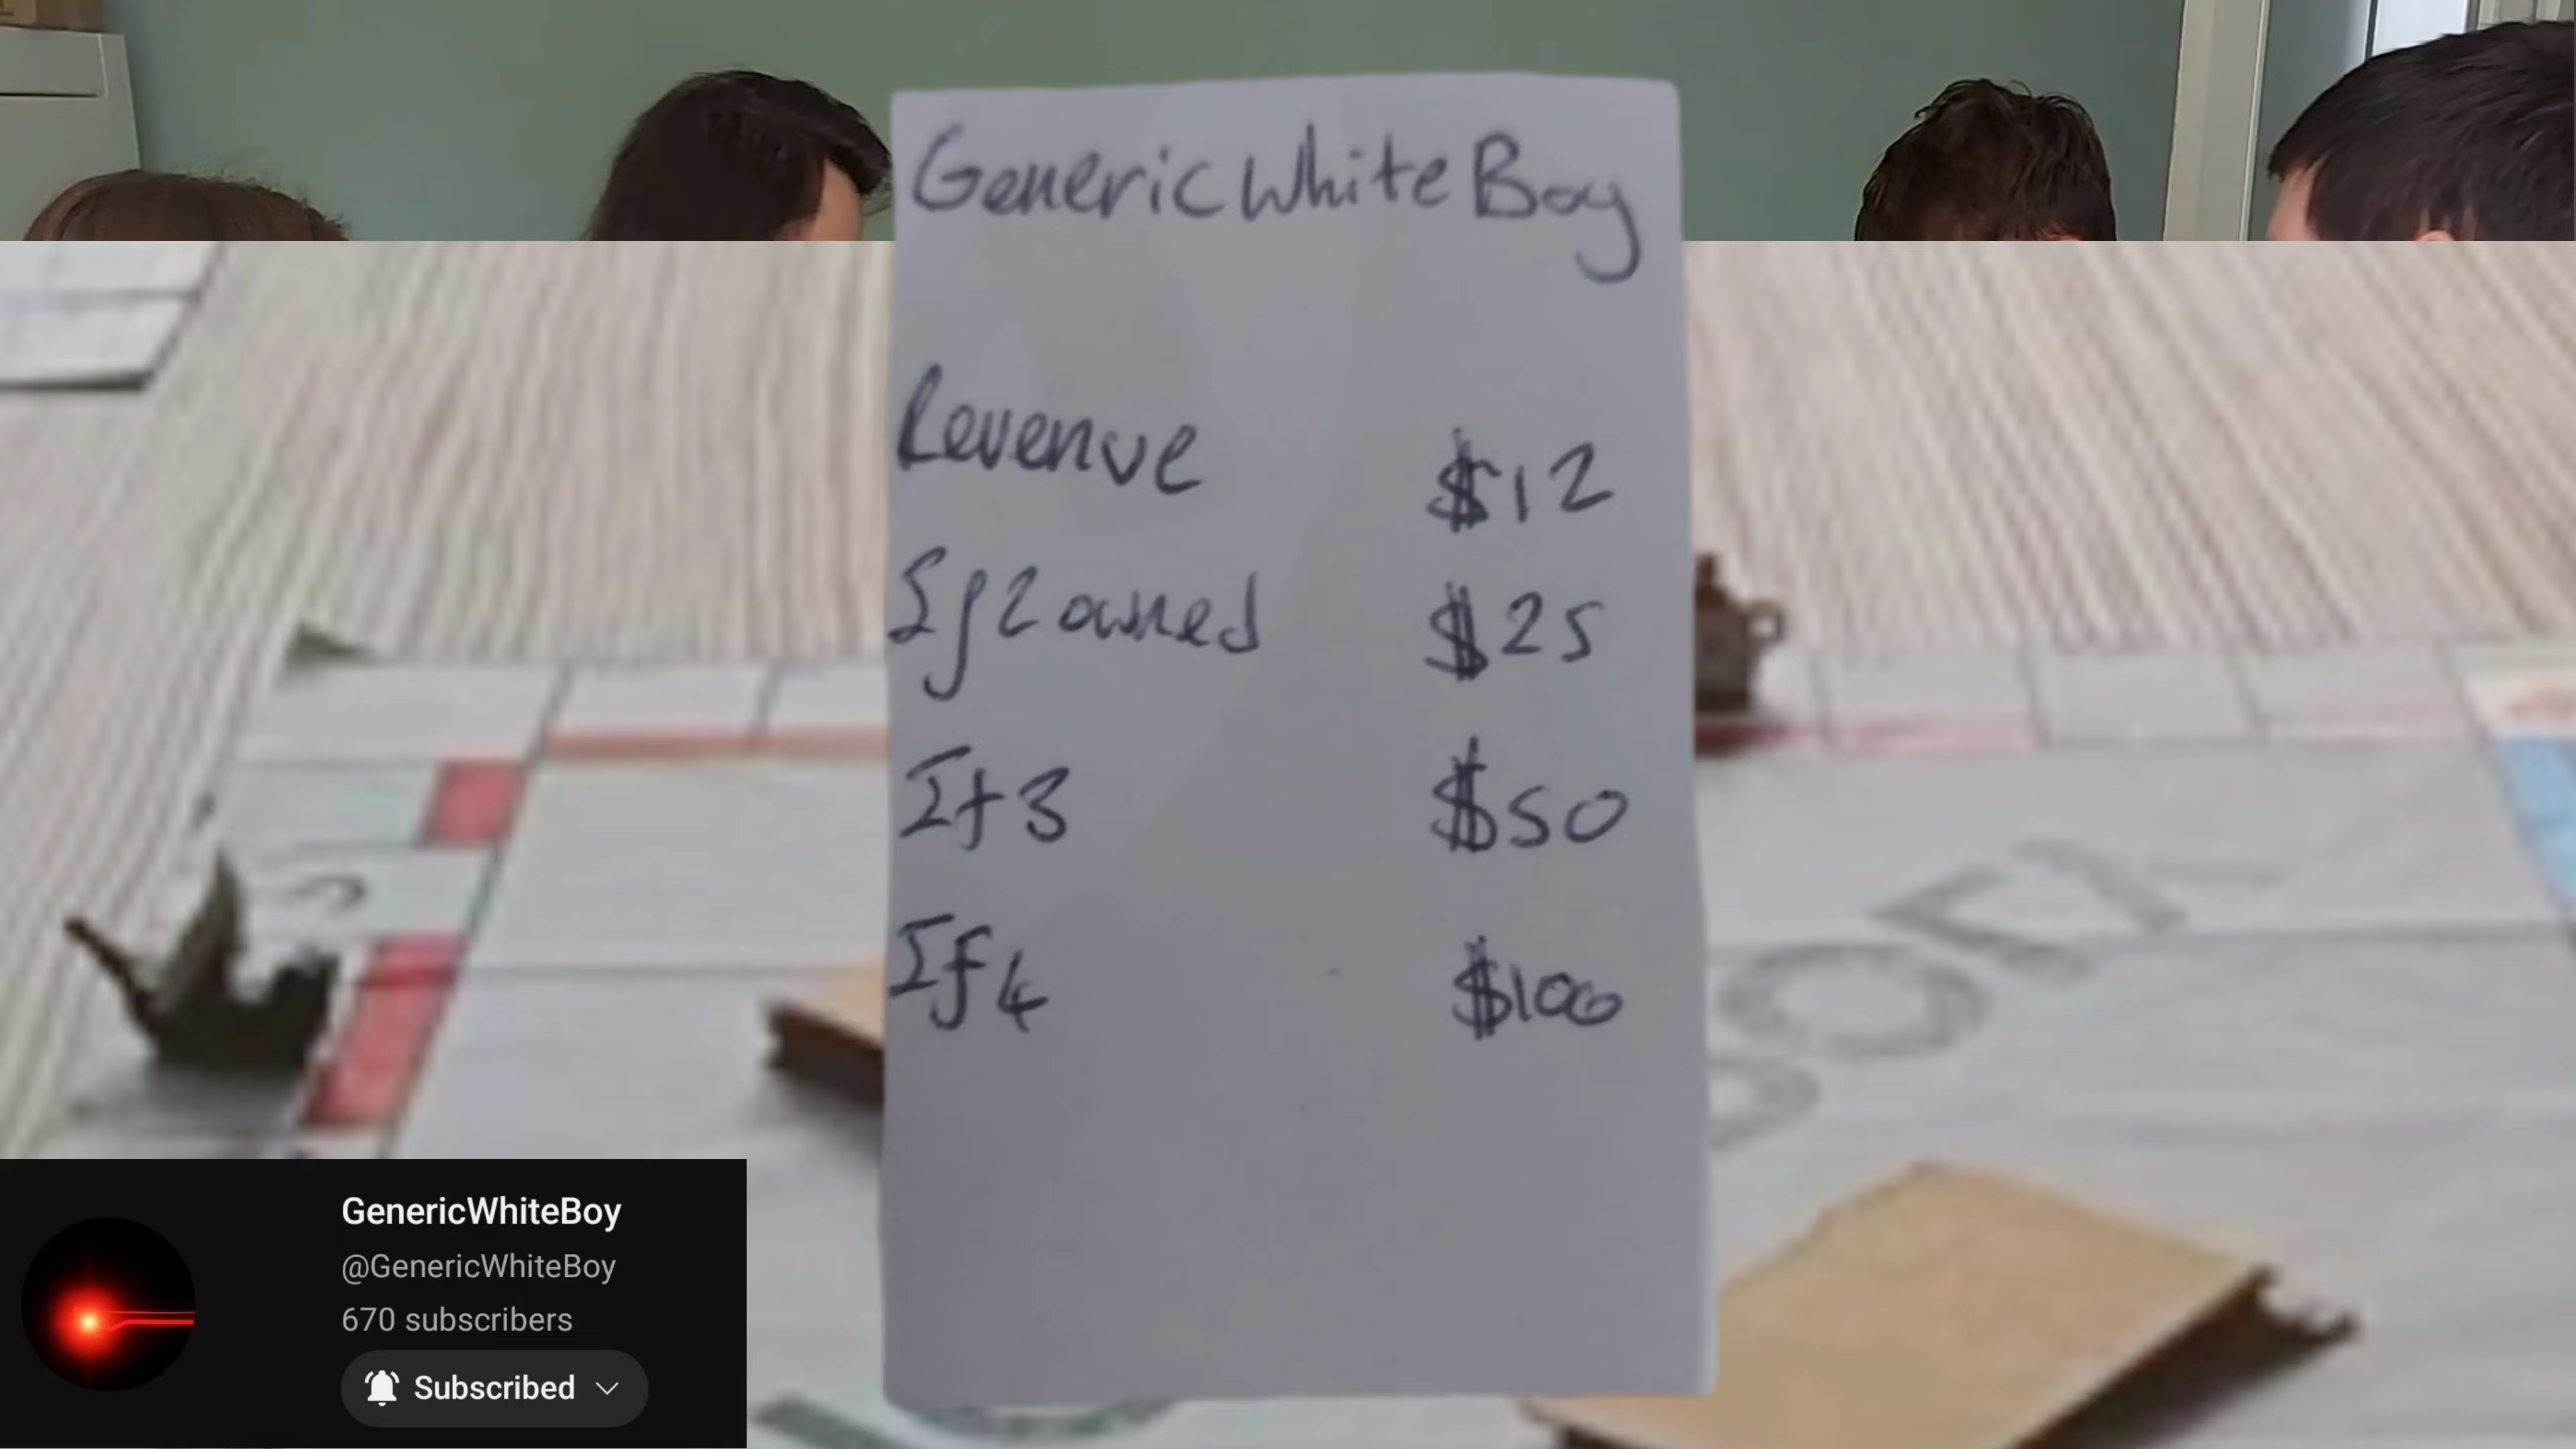 GenericWhiteBoy
Revenue $12
If 2 owned $25
If 3 $50
If 4 $100
GenericWhiteBoy
@GenericWhiteBoy
670 subscribers
Subscribed